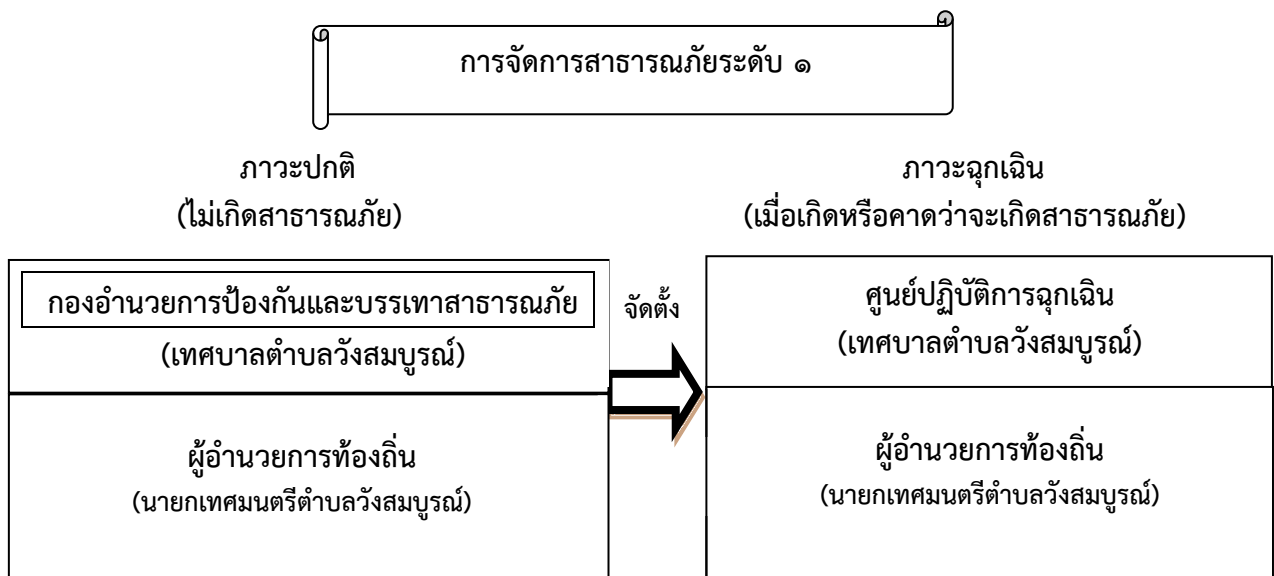 การจัดการสาธารณภัยระดับ ๑
ภาวะปกติ
(ไม่เกิดสาธารณภัย)
ภาวะฉุกเฉิน
(เมื่อเกิดหรือคาดว่าจะเกิดสาธารณภัย)
กองอำนวยการป้องกันและบรรเทาสาธารณภัย
(เทศบาลตำบลวังสมบูรณ์)
จัดตั้ง
ศูนย์ปฏิบัติการฉุกเฉิน
(เทศบาลตำบลวังสมบูรณ์)
ผู้อำนวยการท้องถิ่น
(นายกเทศมนตรีตำบลวังสมบูรณ์)
ผู้อำนวยการท้องถิ่น
(นายกเทศมนตรีตำบลวังสมบูรณ์)